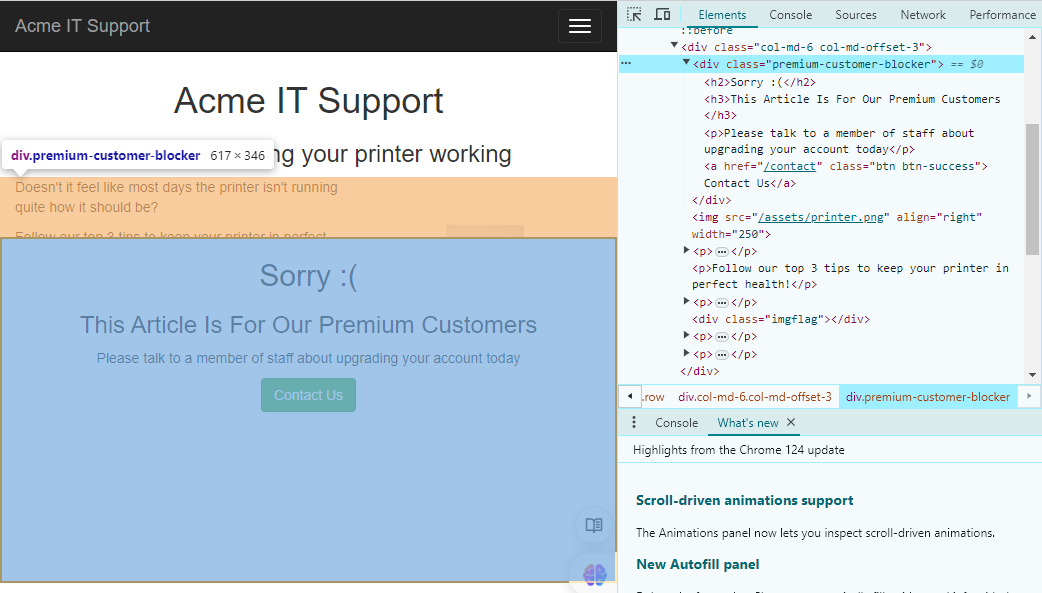 Acme IT Support
Acme IT Support
div.premium-customer-blocker 617 × 346
ng your printer working
Doesn't it feel like most days the printer isn't running
quite how it should be?
Follow our top 3 tips to keep your printer in perfect
Sorry :(
This Article Is For Our Premium Customers
Please talk to a member of staff about upgrading your account today
Contact Us
Elements Console Sources Network Performance
::before
<div class="col-md-6 col-md-offset-3">
<div class="premium-customer-blocker"> == $0
<h2>Sorry :(</h2>
<h3>This Article Is For Our Premium Customers
</h3>
<p>Please talk to a member of staff about
upgrading your account today</p>
<a href="/contact" class="btn btn-success">
Contact Us</a>
</div>
<img src="/assets/printer.png" align="right"
width="250">
<p>…</p>
<p>Follow our top 3 tips to keep your printer in
perfect health!</p>
<p>…</p>
<div class="imgflag"></div>
<p>…</p>
<p>…</p>
</div>
.row div.col-md-6.col-md-offset-3 div.premium-customer-blocker
Console What's new
Highlights from the Chrome 124 update
Scroll-driven animations support
The Animations panel now lets you inspect scroll-driven animations.
New Autofill panel